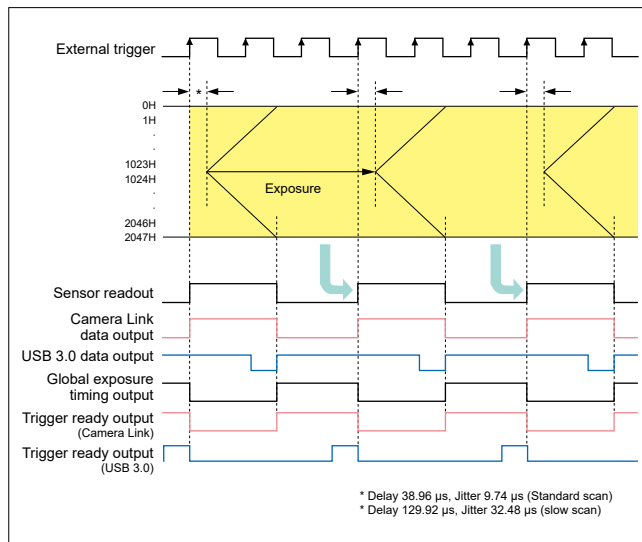 External trigger
*
0H
1H
.
.
1023H
1024H
.
.
2046H
2047H
Exposure
Sensor readout
Camera Link
data output
USB 3.0 data output
Global exposure
timing output
Trigger ready output
(Camera Link)
Trigger ready output
(USB 3.0)
* Delay 38.96 µs, Jitter 9.74 µs (Standard scan)
* Delay 129.92 µs, Jitter 32.48 µs (slow scan)